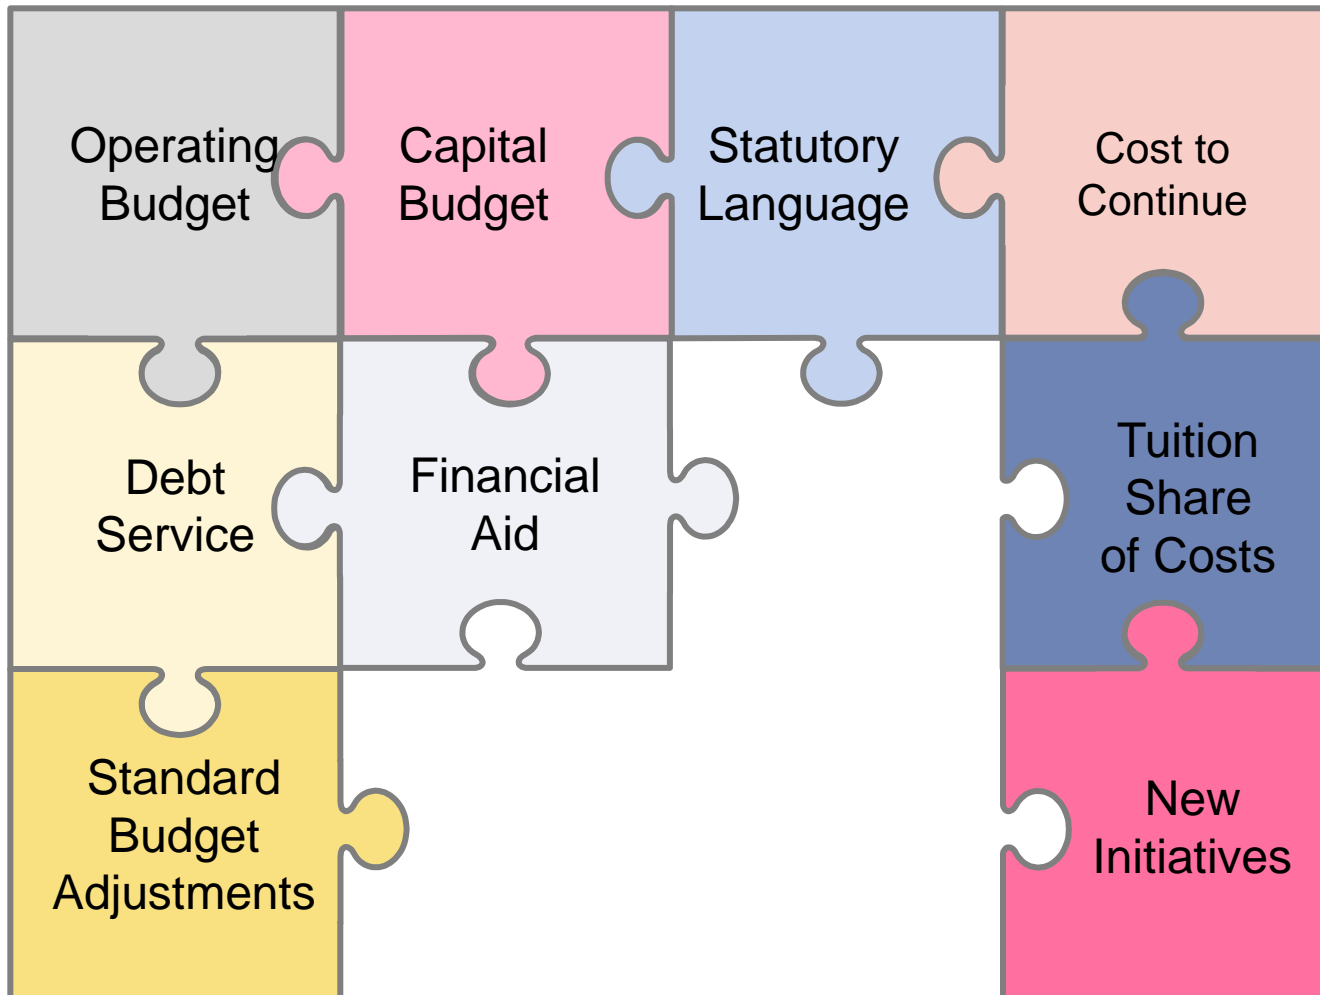 Operating
Budget
Capital
Budget
Statutory
Language
Cost to
Continue
Debt
Service
Financial
Aid
Tuition
Share
of Costs
Standard
Budget
Adjustments
New
Initiatives